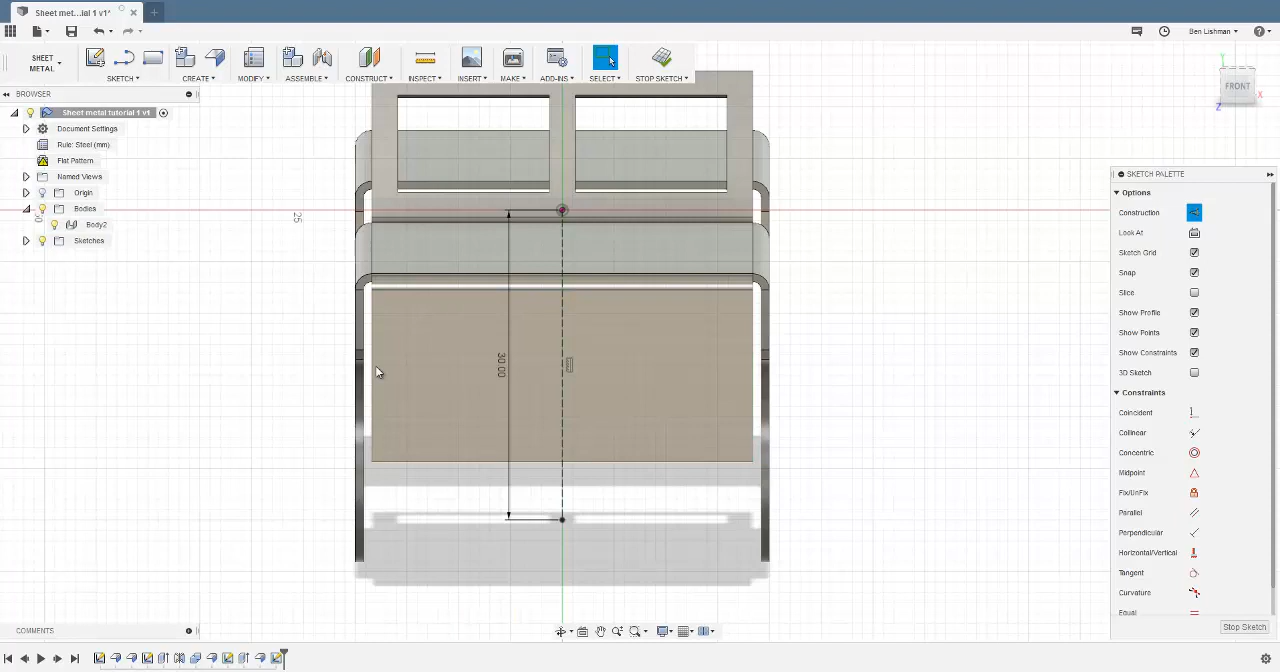 Sheet met...ial 1 v1*
Ben Lishman
SHEET METAL
SKETCH
CREATE
MODIFY
ASSEMBLE
CONSTRUCT
INSPECT
INSERT
MAKE
ADD-INS
SELECT
STOP SKETCH
BROWSER
Sheet metal tutorial 1 v1
Document Settings
Rule: Steel (mm)
Flat Pattern
Named Views
Origin
Bodies
Body2
Sketches
FRONT
Y
X
Z
25
30.00
SKETCH PALETTE
Options
Construction
Look At
Sketch Grid
Snap
Slice
Show Profile
Show Points
Show Constraints
3D Sketch
Constraints
Coincident
Collinear
Concentric
Midpoint
Fix/UnFix
Parallel
Perpendicular
Horizontal/Vertical
Tangent
Curvature
Equal
Stop Sketch
COMMENTS